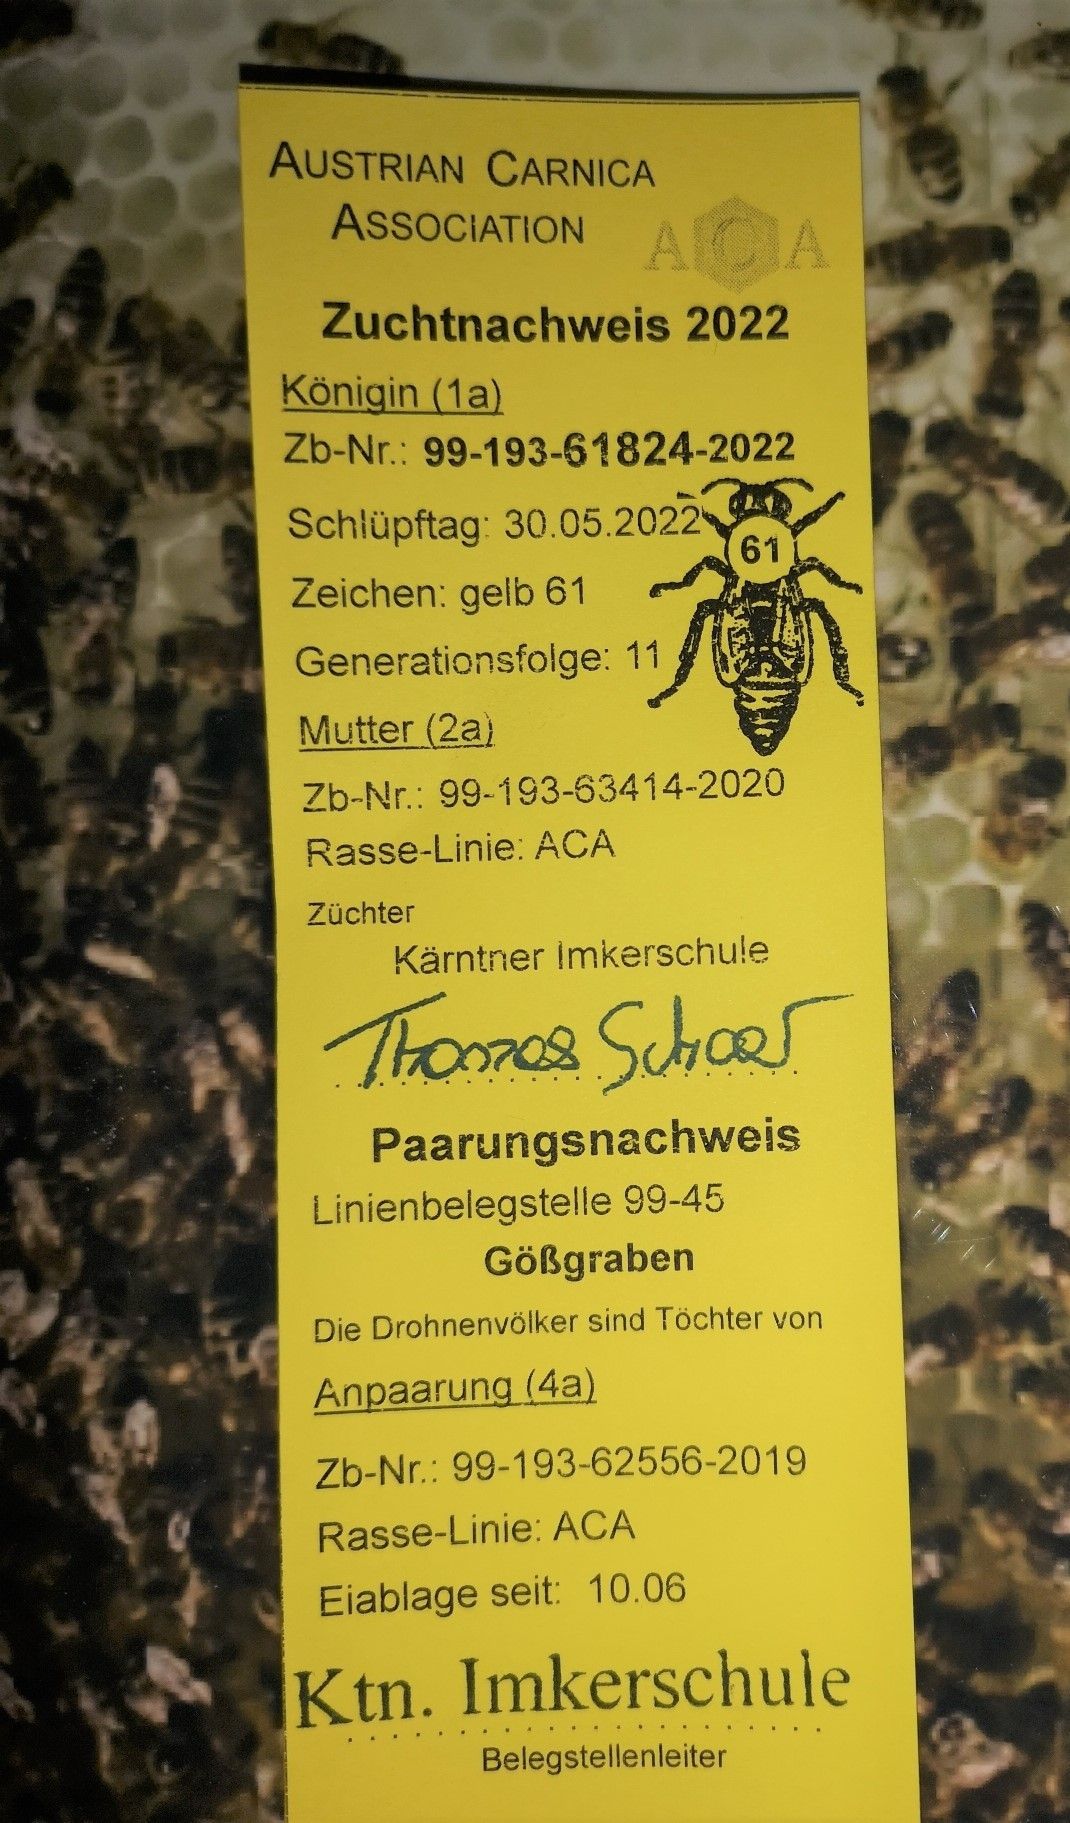 AUSTRIAN CARNICA
ASSOCIATION
ACA
Zuchtnachweis 2022
Königin (1a)
Zb-Nr.: 99-193-61824-2022
Schlüpftag: 30.05.2022
61
Zeichen: gelb 61
Generationsfolge: 11
Mutter (2a)
Zb-Nr.: 99-193-63414-2020
Rasse-Linie: ACA
Züchter
Kärntner Imkerschule
Thomas Schaar
Paarungsnachweis
Linienbelegstelle 99-45
Gößgraben
Die Drohnenvölker sind Töchter von
Anpaarung (4a)
Zb-Nr.: 99-193-62556-2019
Rasse-Linie: ACA
Eiablage seit: 10.06
Ktn. Imkerschule
Belegstellenleiter